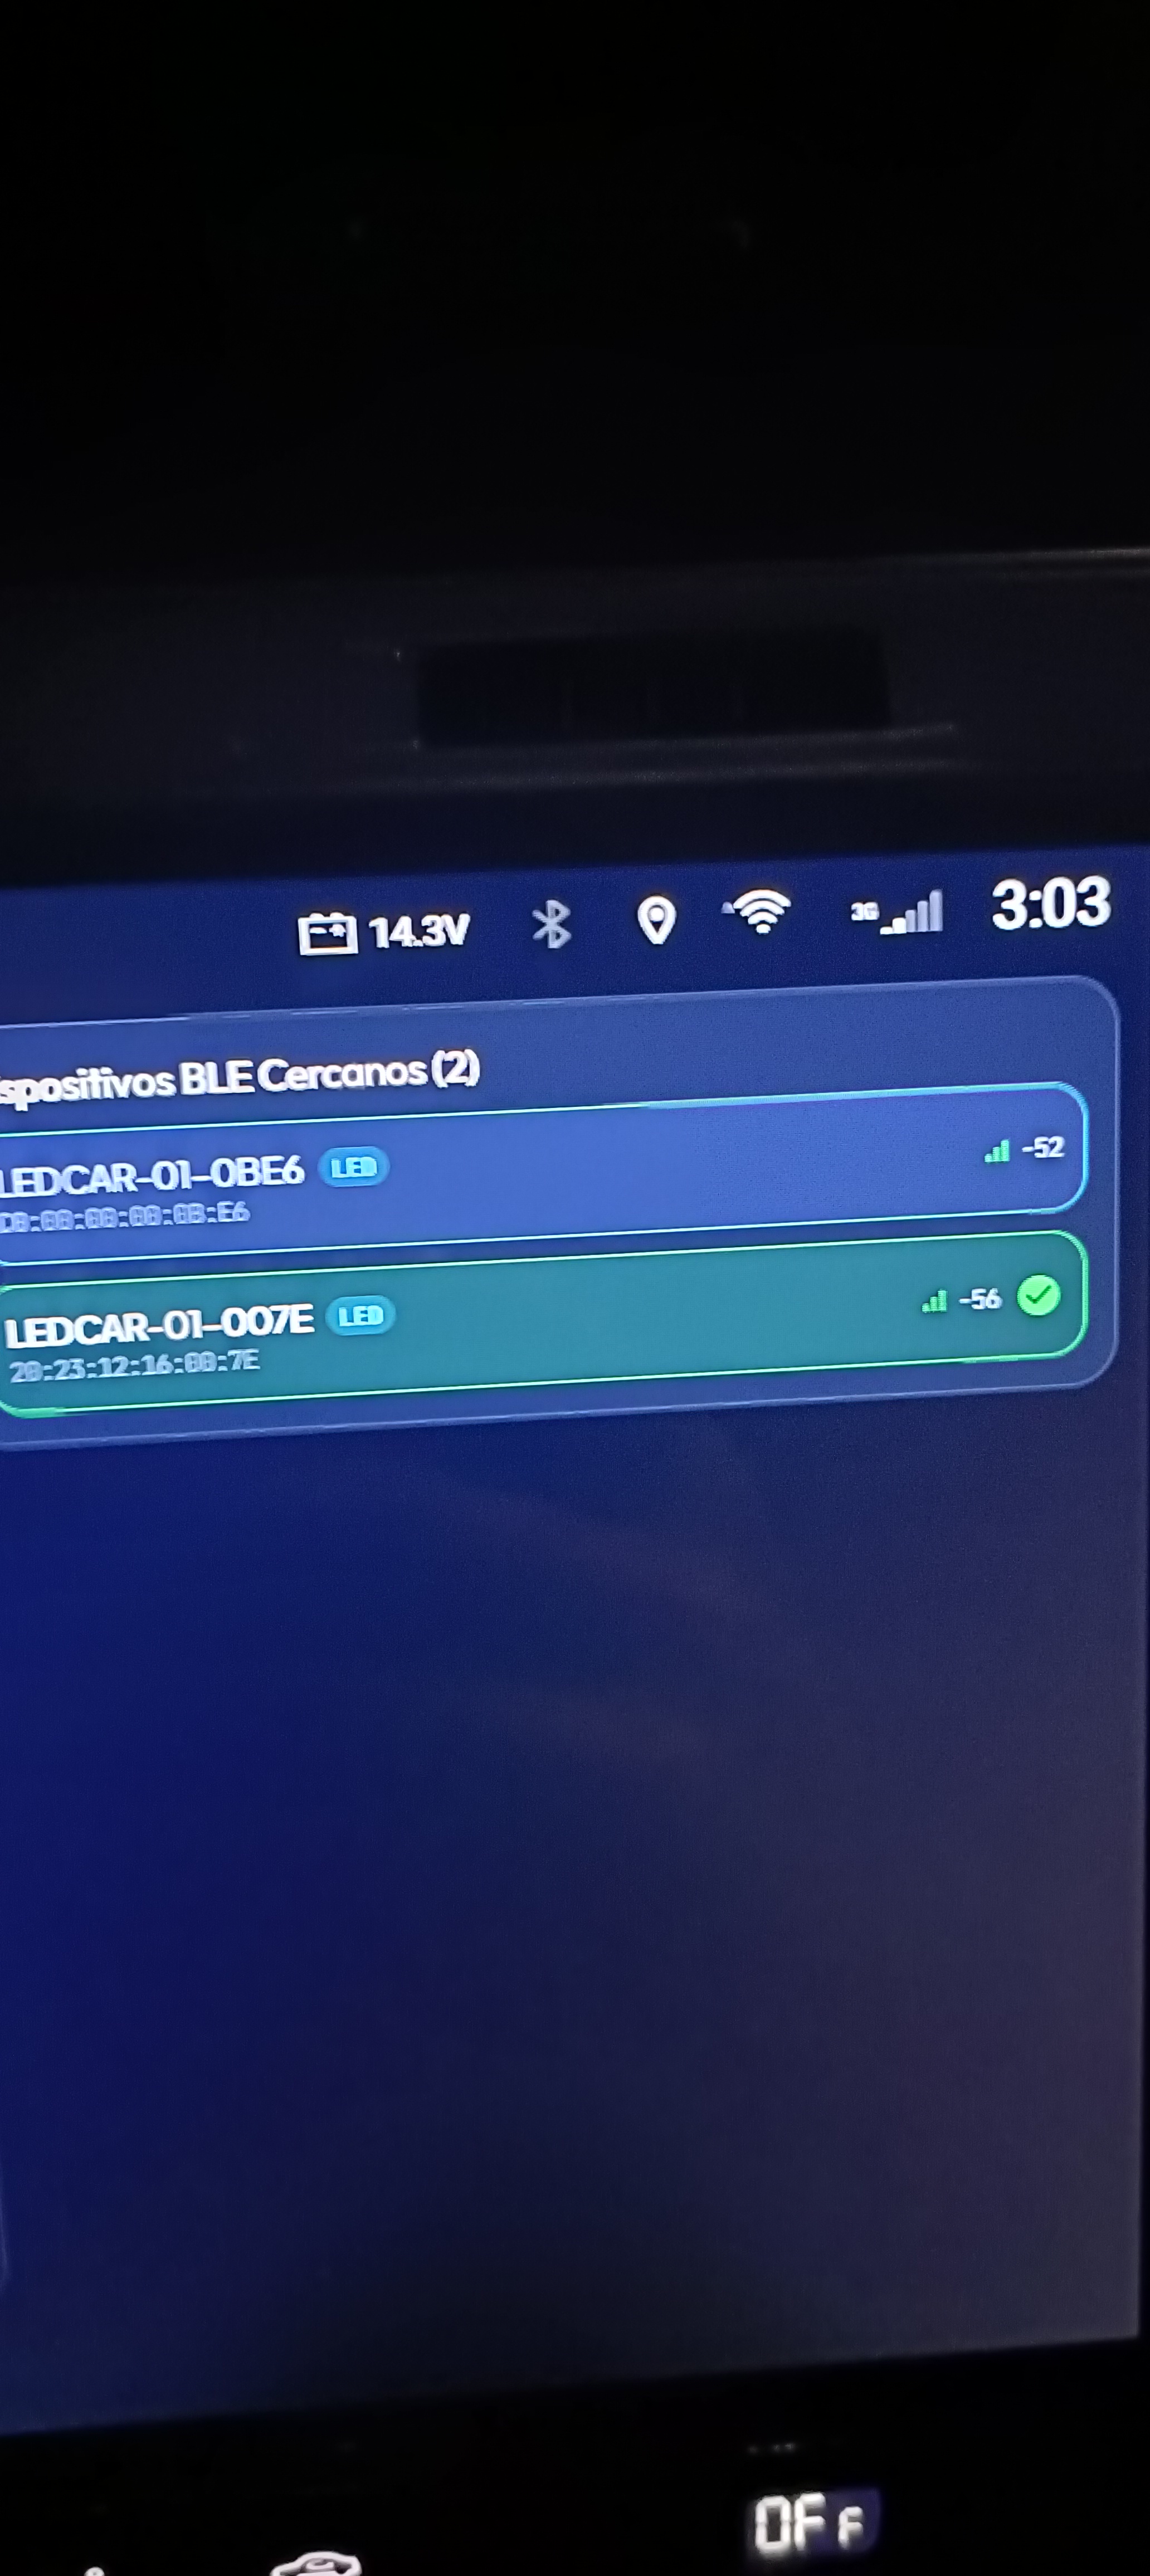 14.3V 3G 3:03
spositivos BLE Cercanos (2)
LEDCAR-01-0BE6 LED -52
LEDCAR-01-007E LED -56
20:23:12:16:00:7E
OFF